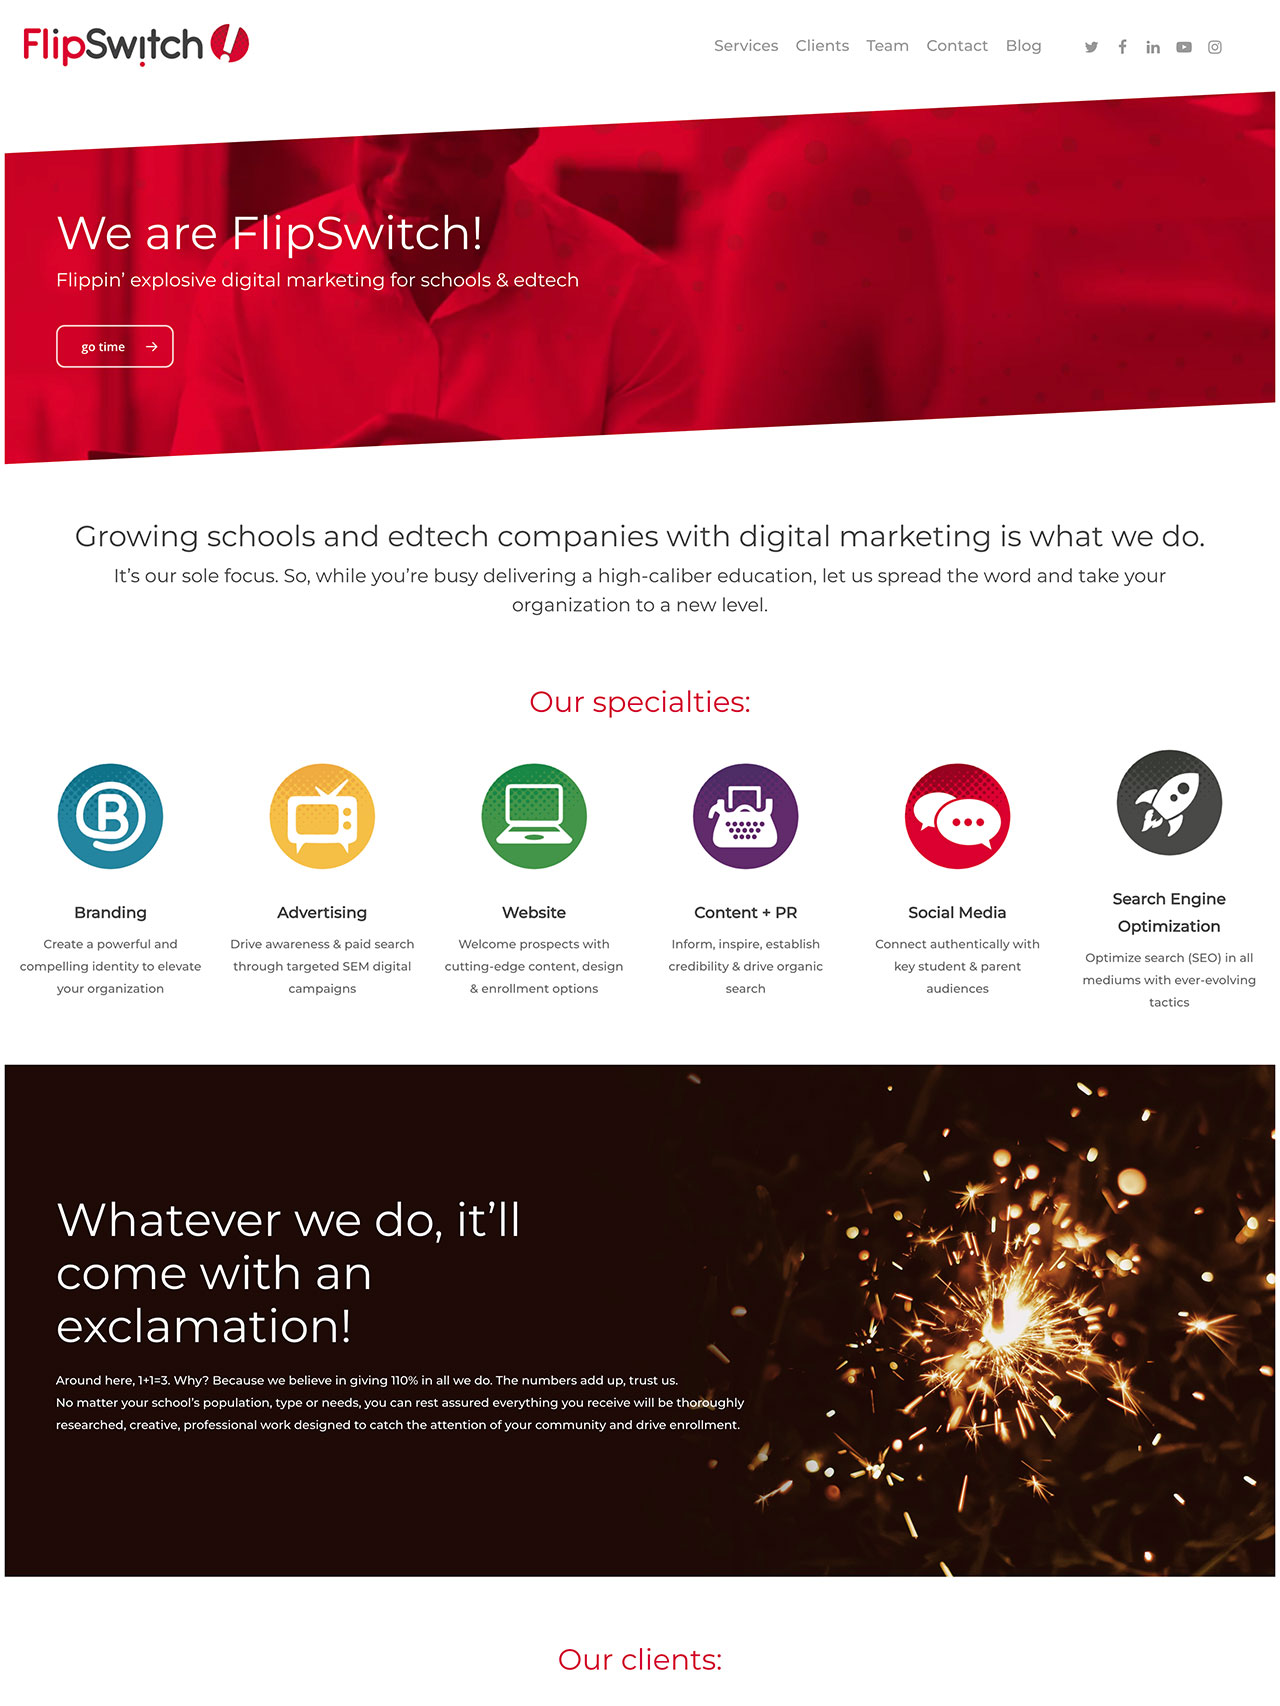 FlipSwitch
Services Clients Team Contact Blog
We are FlipSwitch!
Flippin’ explosive digital marketing for schools & edtech
go time →
Growing schools and edtech companies with digital marketing is what we do.
It’s our sole focus. So, while you’re busy delivering a high-caliber education, let us spread the word and take your
organization to a new level.
Our specialties:
Branding
Create a powerful and
compelling identity to elevate
your organization
Advertising
Drive awareness & paid search
through targeted SEM digital
campaigns
Website
Welcome prospects with
cutting-edge content, design
& enrollment options
Content + PR
Inform, inspire, establish
credibility & drive organic
search
Social Media
Connect authentically with
key student & parent
audiences
Search Engine
Optimization
Optimize search (SEO) in all
mediums with ever-evolving
tactics
Whatever we do, it’ll
come with an
exclamation!
Around here, 1+1=3. Why? Because we believe in giving 110% in all we do. The numbers add up, trust us.
No matter your school’s population, type or needs, you can rest assured everything you receive will be thoroughly
researched, creative, professional work designed to catch the attention of your community and drive enrollment.
Our clients: